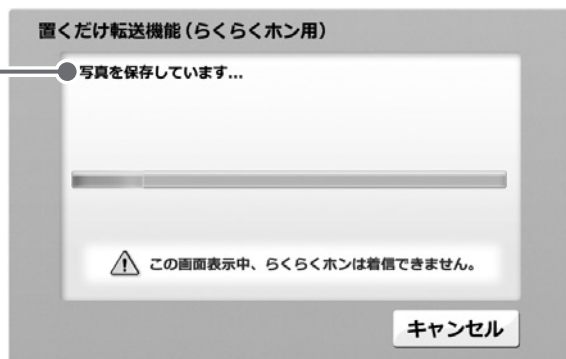 置くだけ転送機能(らくらくホン用)
写真を保存しています...
この画面表示中、らくらくホンは着信できません。
キャンセル